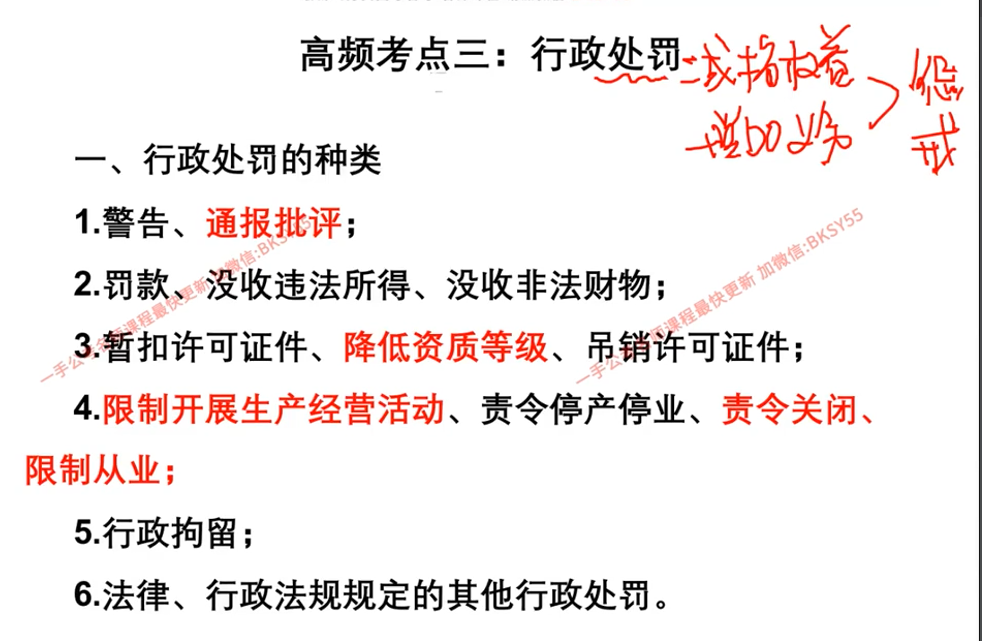 高频考点三：行政处罚
减损权益
增加义务
惩戒
一、行政处罚的种类
1.警告、通报批评；
2.罚款、没收违法所得、没收非法财物；
3.暂扣许可证件、降低资质等级、吊销许可证件；
4.限制开展生产经营活动、责令停产停业、责令关闭、
限制从业；
5.行政拘留；
6.法律、行政法规规定的其他行政处罚。
一手公考名师课程最快更新 加微信:BKSY55
一手公考名师课程最快更新 加微信:BKSY55